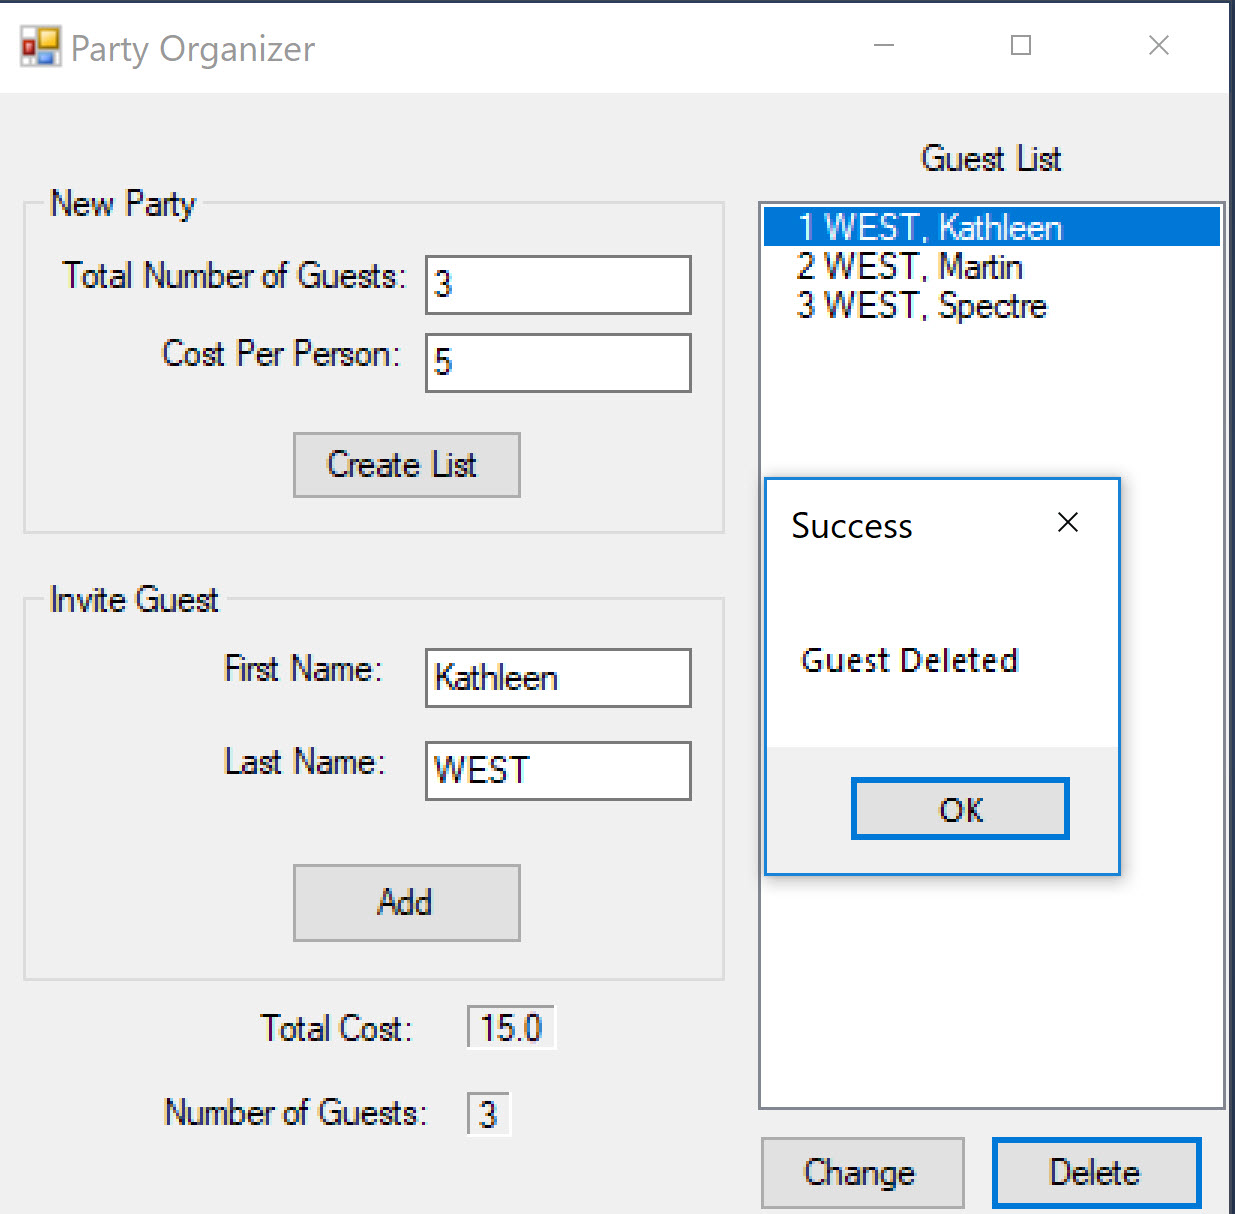 Party Organizer
Guest List
New Party
Total Number of Guests: 3
Cost Per Person: 5
Create List
1 WEST, Kathleen
2 WEST, Martin
3 WEST, Spectre
Success
Guest Deleted
OK
Invite Guest
First Name: Kathleen
Last Name: WEST
Add
Total Cost: 15.0
Number of Guests: 3
Change
Delete